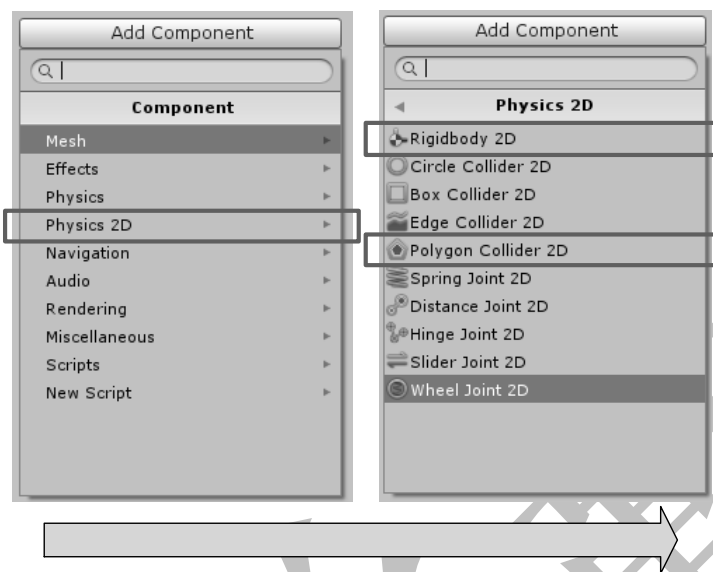 Add Component
Component
Mesh
Effects
Physics
Physics 2D
Navigation
Audio
Rendering
Miscellaneous
Scripts
New Script
Add Component
Physics 2D
Rigidbody 2D
Circle Collider 2D
Box Collider 2D
Edge Collider 2D
Polygon Collider 2D
Spring Joint 2D
Distance Joint 2D
Hinge Joint 2D
Slider Joint 2D
Wheel Joint 2D